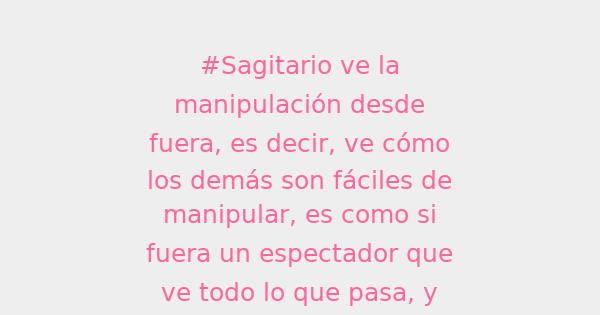 #Sagitario ve la
manipulación desde
fuera, es decir, ve cómo
los demás son fáciles de
manipular, es como si
fuera un espectador que
ve todo lo que pasa, y